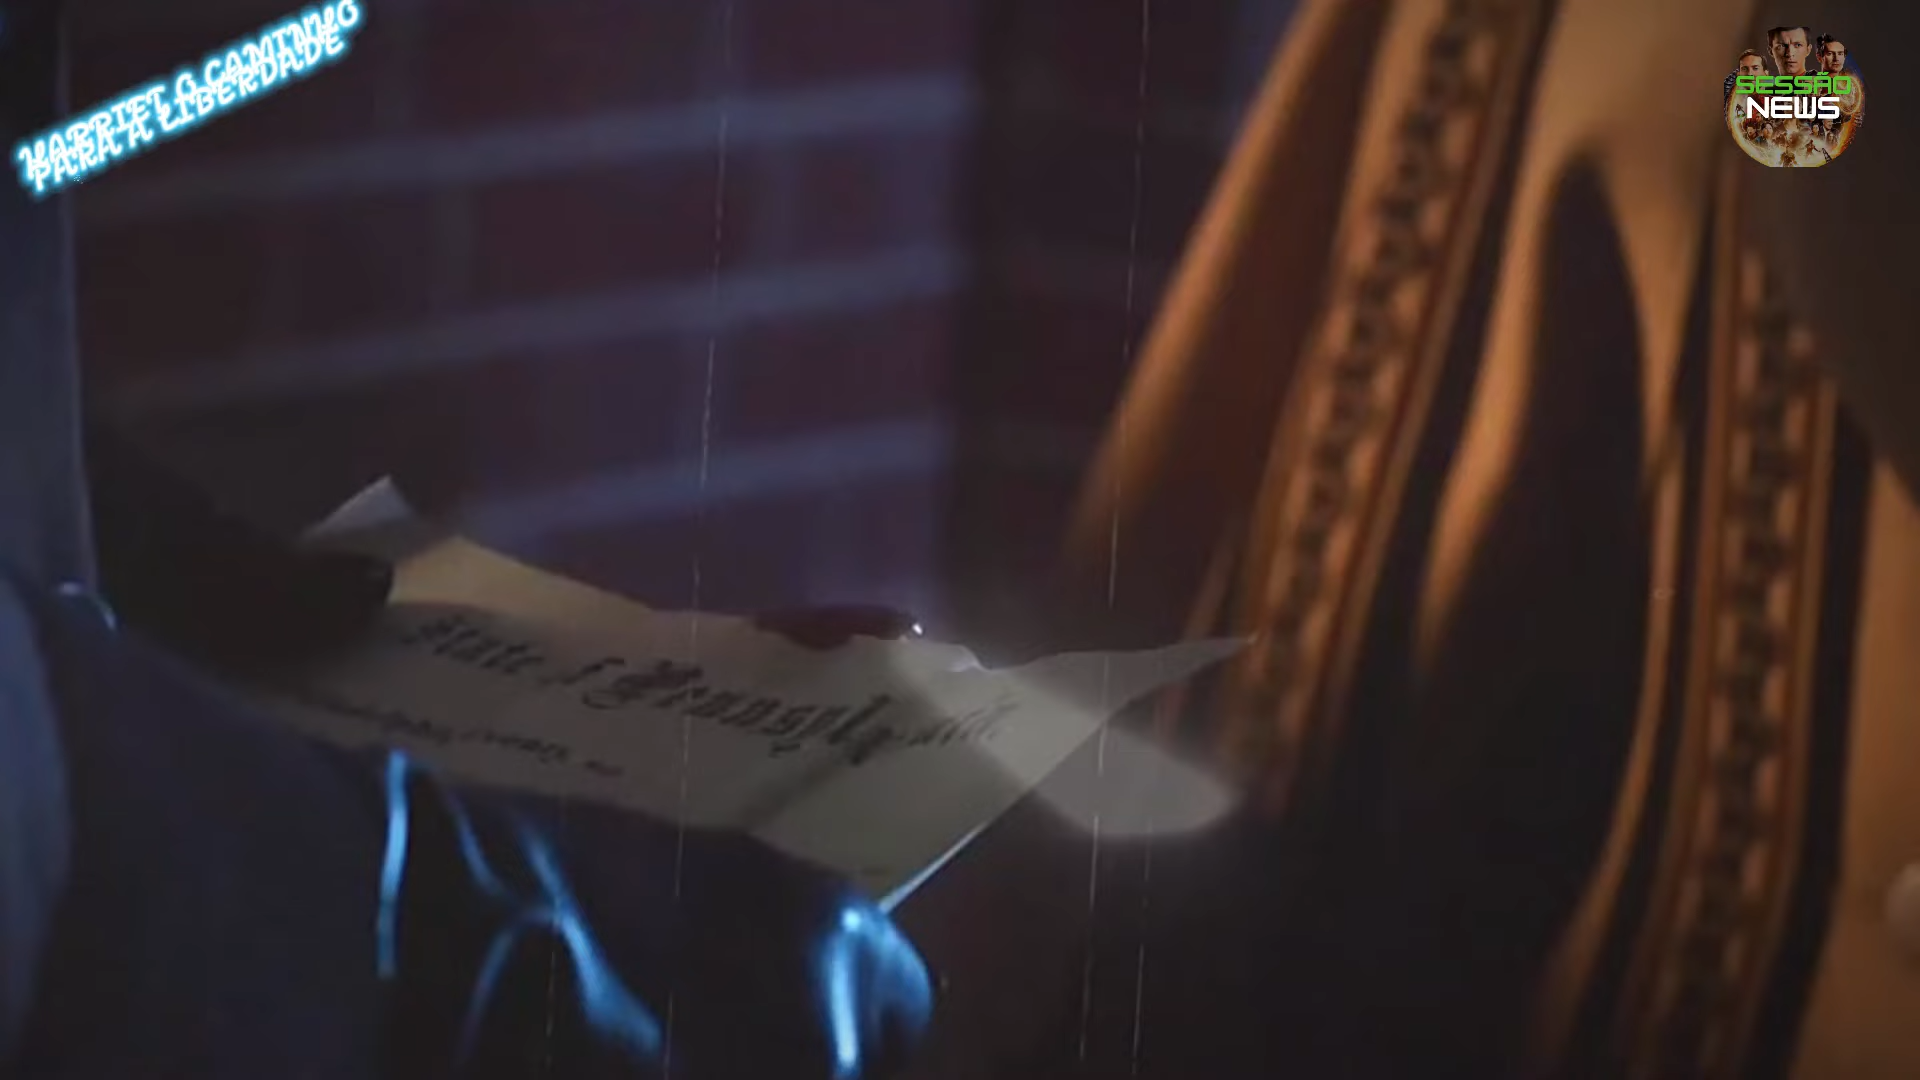 HARRIET O CAMINHO
PARA A LIBERDADE
SESSÃO
NEWS
State of Pennsylvania